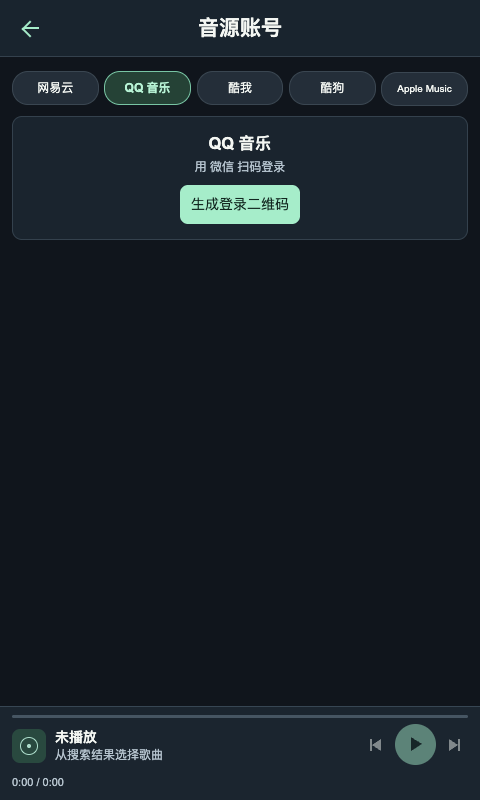 音源账号
网易云
QQ 音乐
酷我
酷狗
Apple Music
QQ 音乐
用 微信 扫码登录
生成登录二维码
未播放
从搜索结果选择歌曲
0:00 / 0:00